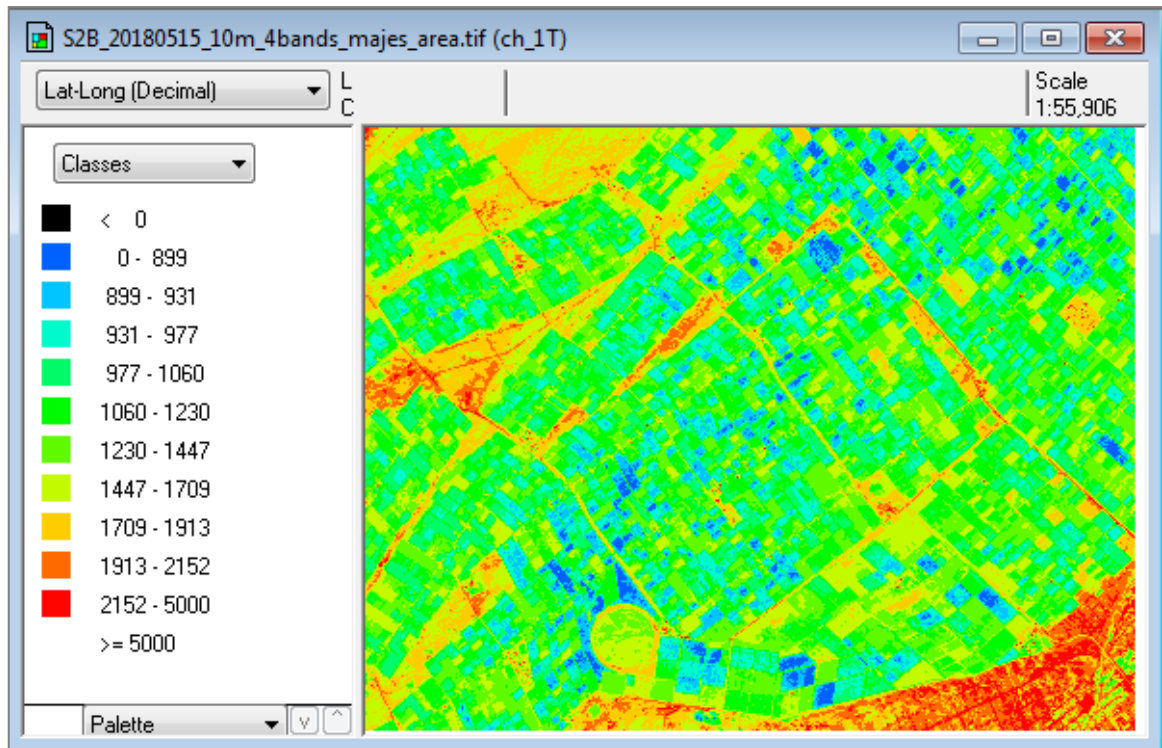 S2B_20180515_10m_4bands_majes_area.tif (ch_1T)
Lat-Long (Decimal)
L
C
Scale
1:55,906
Classes
< 0
0 - 899
899 - 931
931 - 977
977 - 1060
1060 - 1230
1230 - 1447
1447 - 1709
1709 - 1913
1913 - 2152
2152 - 5000
>= 5000
Palette
v ^